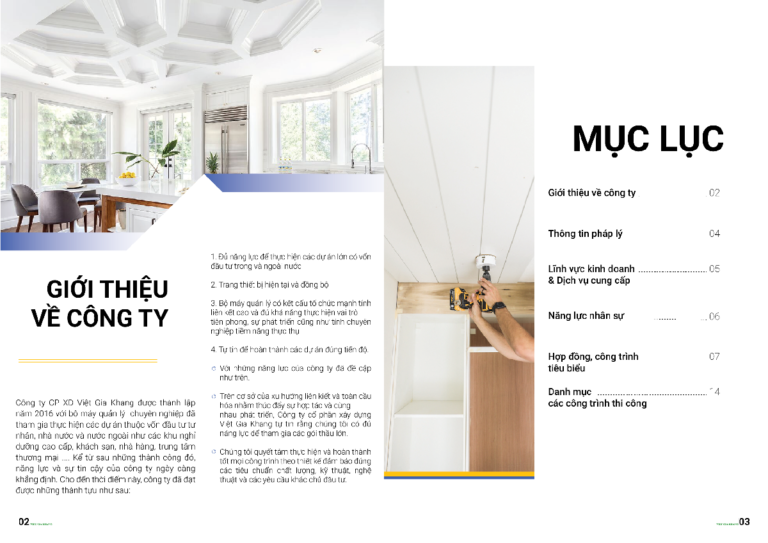 GIỚI THIỆU
VỀ CÔNG TY
Công ty CP XD Việt Gia Khang được thành lập
năm 2016 với bộ máy quản lý chuyên nghiệp đã
tham gia thực hiện các dự án thuộc vốn đầu tư tư
nhân, nhà nước và nước ngoài như các khu nghỉ
dưỡng cao cấp, khách sạn, nhà hàng, trung tâm
thương mại .... Kể từ sau những thành công đó,
năng lực và sự tin cậy của công ty ngày càng
khẳng định. Cho đến thời điểm này, công ty đã đạt
được những thành tựu như sau:
1. Đủ năng lực để thực hiện các dự án lớn có vốn
đầu tư trong và ngoài nước
2. Trang thiết bị hiện tại và đồng bộ
3. Bộ máy quản lý có kết cấu tổ chức mạnh tính
liên kết cao và đủ khả năng thực hiện vai trò
tiên phong, sự phát triển cũng như tính chuyên
nghiệp tiềm năng thực thụ
4. Tự tin để hoàn thành các dự án đúng tiến độ
Với những năng lực của công ty đã đề cập
như trên.
Trên cơ sở của xu hướng liên kết và toàn cầu
hóa nhằm thúc đẩy sự hợp tác và cùng
nhau phát triển, Công ty cổ phần xây dựng
Việt Gia Khang tự tin rằng chúng tôi có đủ
năng lực để tham gia các gói thầu lớn.
Chúng tôi quyết tâm thực hiện và hoàn thành
tốt mọi công trình theo thiết kế đảm bảo đúng
các tiêu chuẩn chất lượng, kỹ thuật, nghệ
thuật và các yêu cầu khác chủ đầu tư.
02
MỤC LỤC
Giới thiệu về công ty 02
Thông tin pháp lý 04
Lĩnh vực kinh doanh 05
& Dịch vụ cung cấp
Năng lực nhân sự 06
Hợp đồng, công trình 07
tiêu biểu
Danh mục 14
các công trình thi công
03